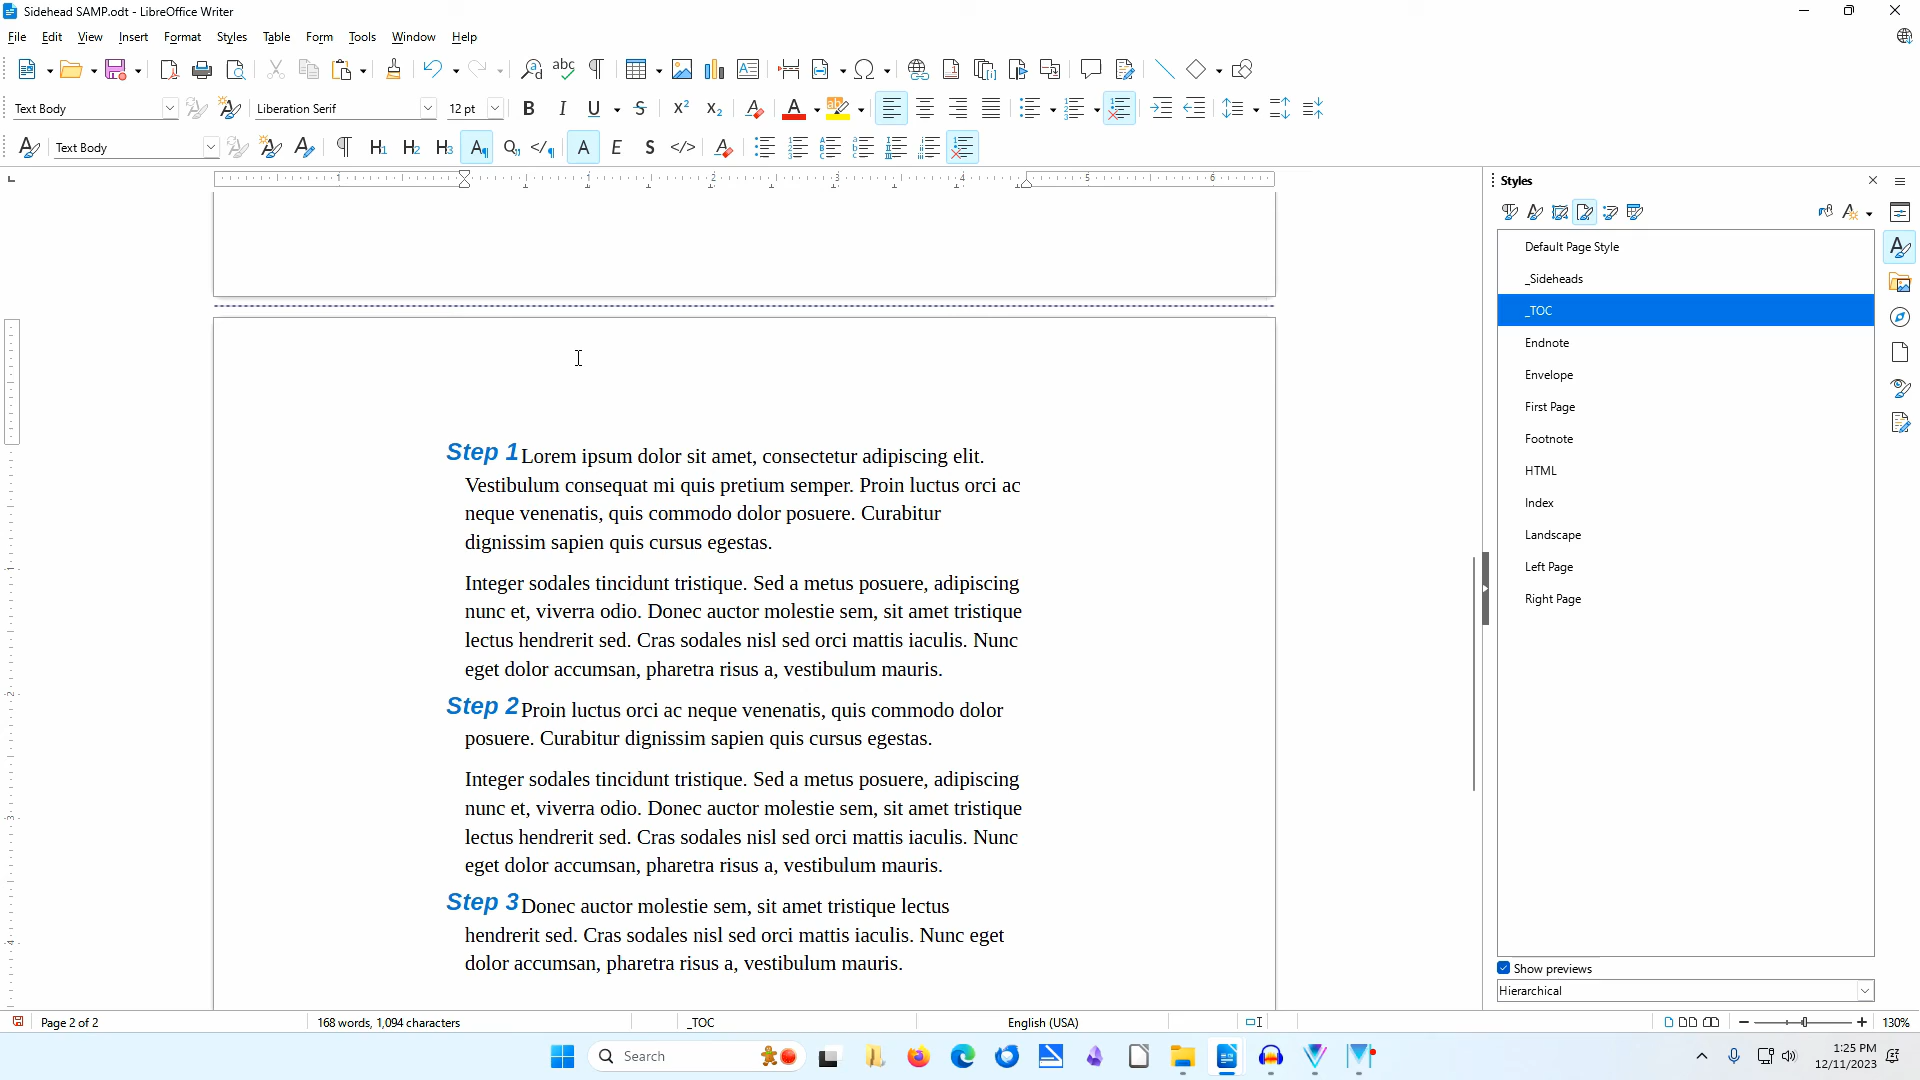 Sidehead SAMP.odt - LibreOffice Writer
File Edit View Insert Format Styles Table Form Tools Window Help
Text Body Liberation Serif 12 pt
Text Body
1 1 2 3 4 5 6
Styles
Default Page Style
_Sideheads
_TOC
Endnote
Envelope
First Page
Footnote
HTML
Index
Landscape
Left Page
Right Page
Show previews
Hierarchical
Step 1 Lorem ipsum dolor sit amet, consectetur adipiscing elit.
Vestibulum consequat mi quis pretium semper. Proin luctus orci ac
neque venenatis, quis commodo dolor posuere. Curabitur
dignissim sapien quis cursus egestas.
Integer sodales tincidunt tristique. Sed a metus posuere, adipiscing
nunc et, viverra odio. Donec auctor molestie sem, sit amet tristique
lectus hendrerit sed. Cras sodales nisl sed orci mattis iaculis. Nunc
eget dolor accumsan, pharetra risus a, vestibulum mauris.
Step 2 Proin luctus orci ac neque venenatis, quis commodo dolor
posuere. Curabitur dignissim sapien quis cursus egestas.
Integer sodales tincidunt tristique. Sed a metus posuere, adipiscing
nunc et, viverra odio. Donec auctor molestie sem, sit amet tristique
lectus hendrerit sed. Cras sodales nisl sed orci mattis iaculis. Nunc
eget dolor accumsan, pharetra risus a, vestibulum mauris.
Step 3 Donec auctor molestie sem, sit amet tristique lectus
hendrerit sed. Cras sodales nisl sed orci mattis iaculis. Nunc eget
dolor accumsan, pharetra risus a, vestibulum mauris.
Page 2 of 2 168 words, 1,094 characters _TOC English (USA) 130%
Search
1:25 PM
12/11/2023